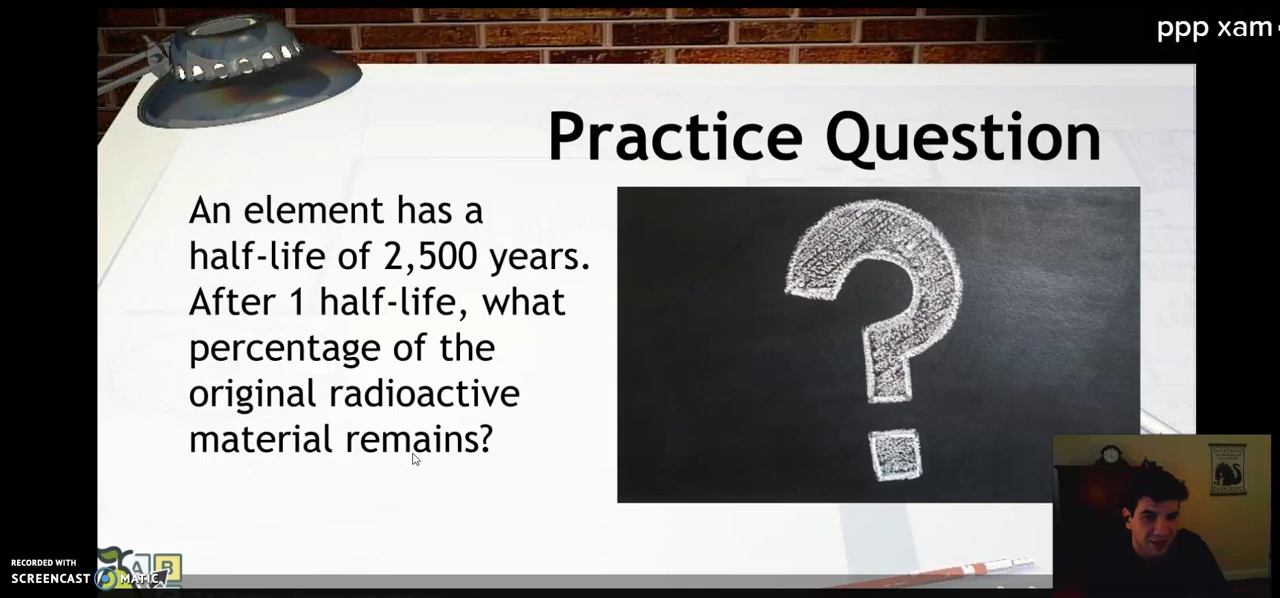 ppp xam
Practice Question
An element has a
half-life of 2,500 years.
After 1 half-life, what
percentage of the
original radioactive
material remains?
RECORDED WITH
SCREENCAST MATIC